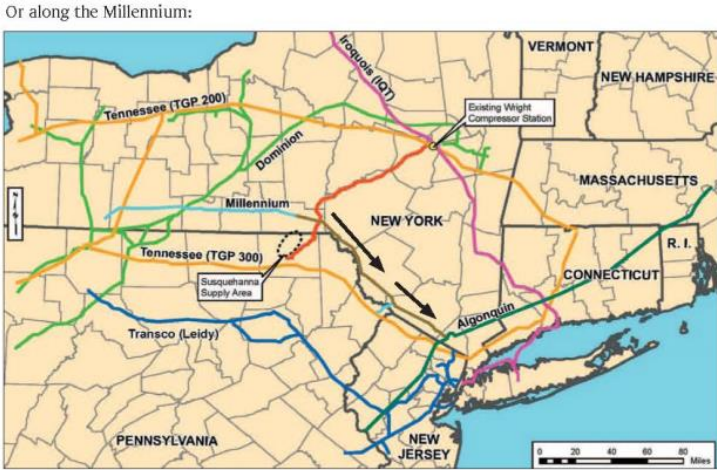 Or along the Millennium:
Iroquois (IQT)
VERMONT
NEW HAMPSHIRE
Tennessee (TGP 200)
Existing Wright
Compressor Station
Dominion
MASSACHUSETTS
Millennium
NEW YORK
R. I.
Tennessee (TGP 300)
CONNECTICUT
Susquehanna
Supply Area
Algonquin
Transco (Leidy)
PENNSYLVANIA
NEW
JERSEY
0 20 40 60 80
Miles